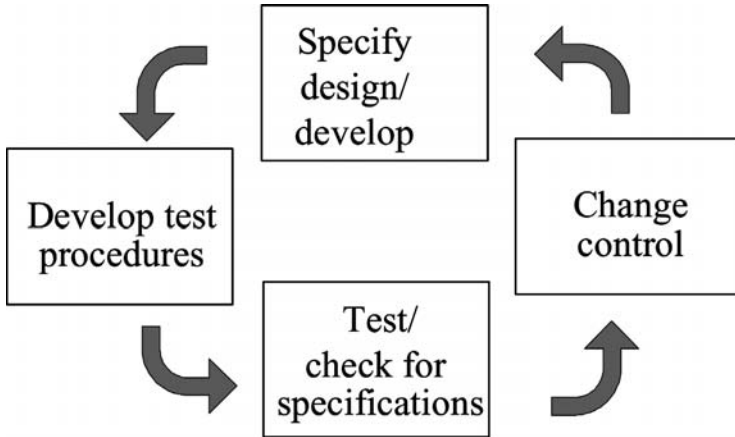 Specify
design/
develop
Develop test
procedures
Change
control
Test/
check for
specifications